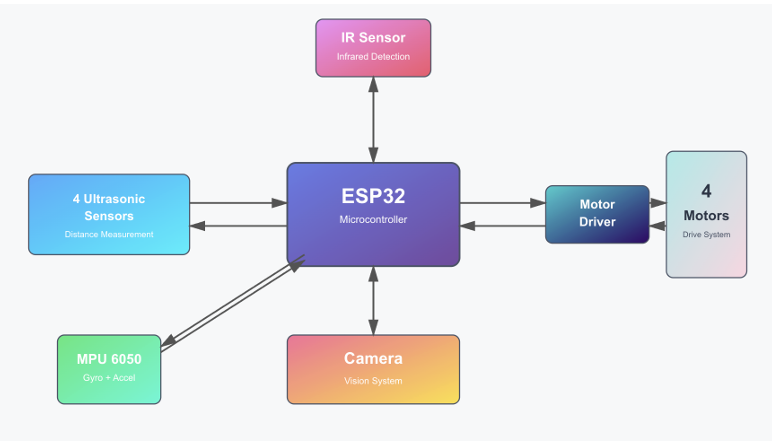 IR Sensor
Infrared Detection
4 Ultrasonic
Sensors
Distance Measurement
ESP32
Microcontroller
Motor
Driver
4
Motors
Drive System
MPU 6050
Gyro + Accel
Camera
Vision System